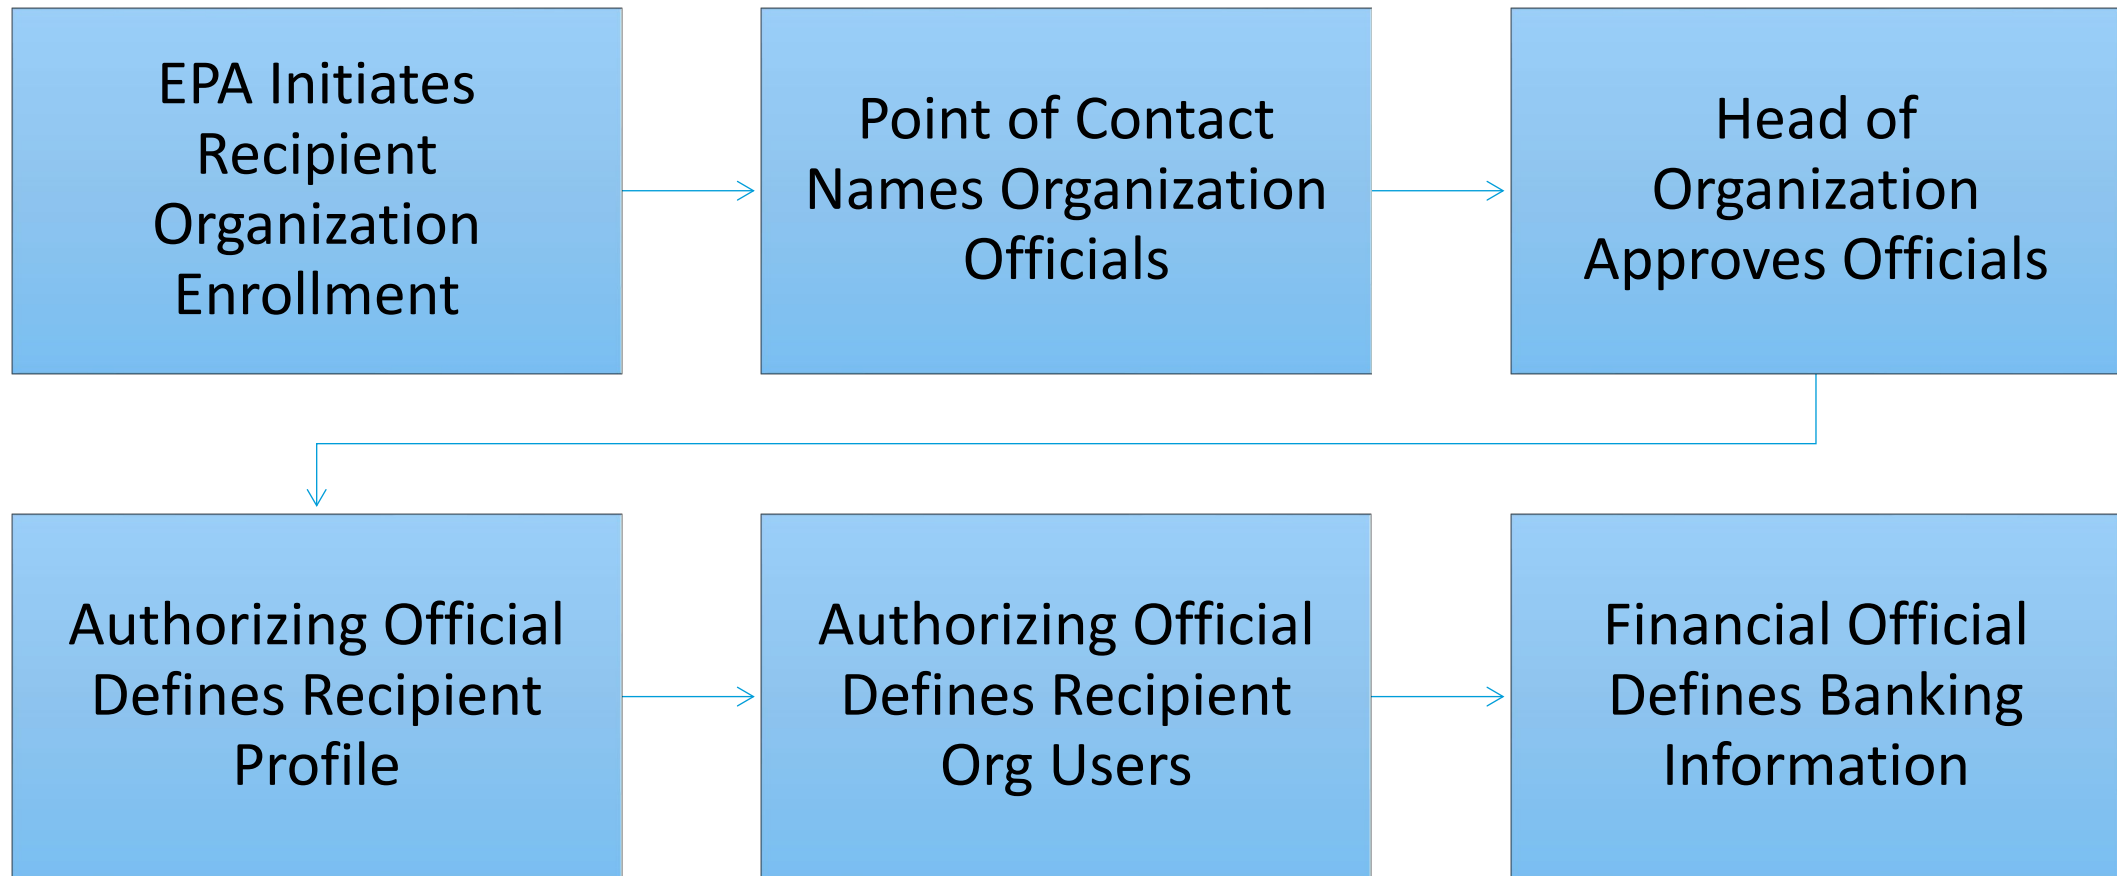 EPA Initiates
Recipient
Organization
Enrollment
Point of Contact
Names Organization
Officials
Head of
Organization
Approves Officials
Authorizing Official
Defines Recipient
Profile
Authorizing Official
Defines Recipient
Org Users
Financial Official
Defines Banking
Information